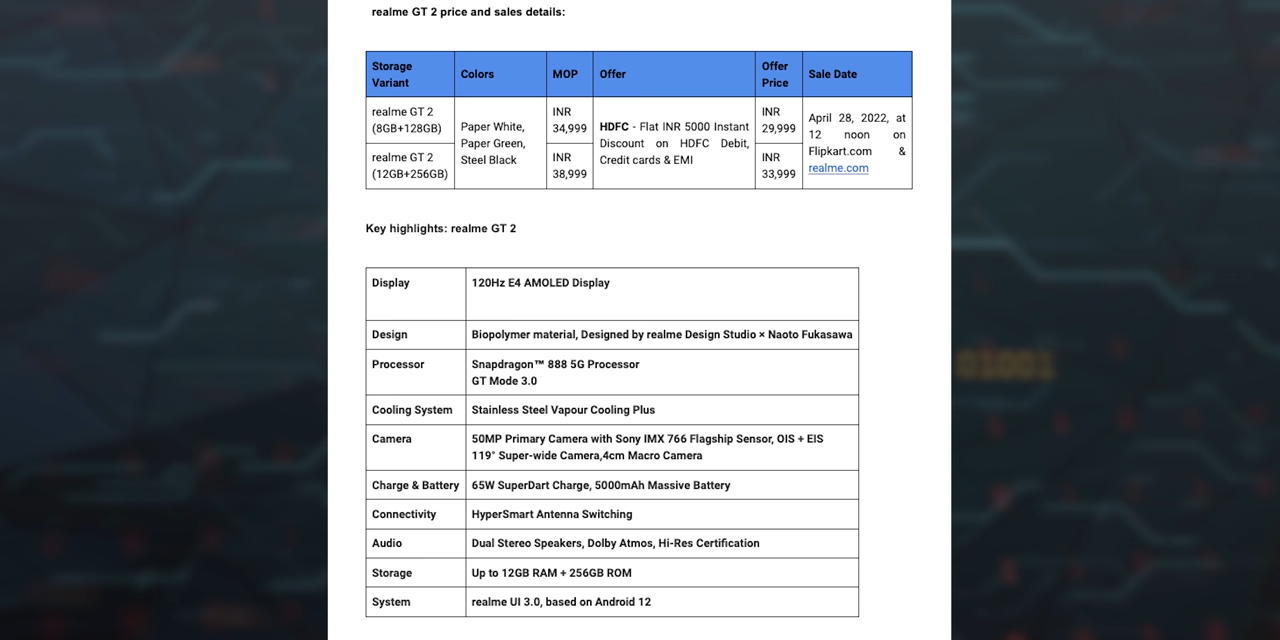 realme GT 2 price and sales details:
Storage Variant
Colors
MOP
Offer
Offer Price
Sale Date
realme GT 2
(8GB+128GB)
Paper White,
Paper Green,
Steel Black
INR
34,999
HDFC - Flat INR 5000 Instant
Discount on HDFC Debit,
Credit cards & EMI
INR
29,999
April 28, 2022, at
12 noon on
Flipkart.com &
realme.com
realme GT 2
(12GB+256GB)
INR
38,999
INR
33,999
Key highlights: realme GT 2
Display
120Hz E4 AMOLED Display
Design
Biopolymer material, Designed by realme Design Studio × Naoto Fukasawa
Processor
Snapdragon™ 888 5G Processor
GT Mode 3.0
Cooling System
Stainless Steel Vapour Cooling Plus
Camera
50MP Primary Camera with Sony IMX 766 Flagship Sensor, OIS + EIS
119° Super-wide Camera,4cm Macro Camera
Charge & Battery
65W SuperDart Charge, 5000mAh Massive Battery
Connectivity
HyperSmart Antenna Switching
Audio
Dual Stereo Speakers, Dolby Atmos, Hi-Res Certification
Storage
Up to 12GB RAM + 256GB ROM
System
realme UI 3.0, based on Android 12